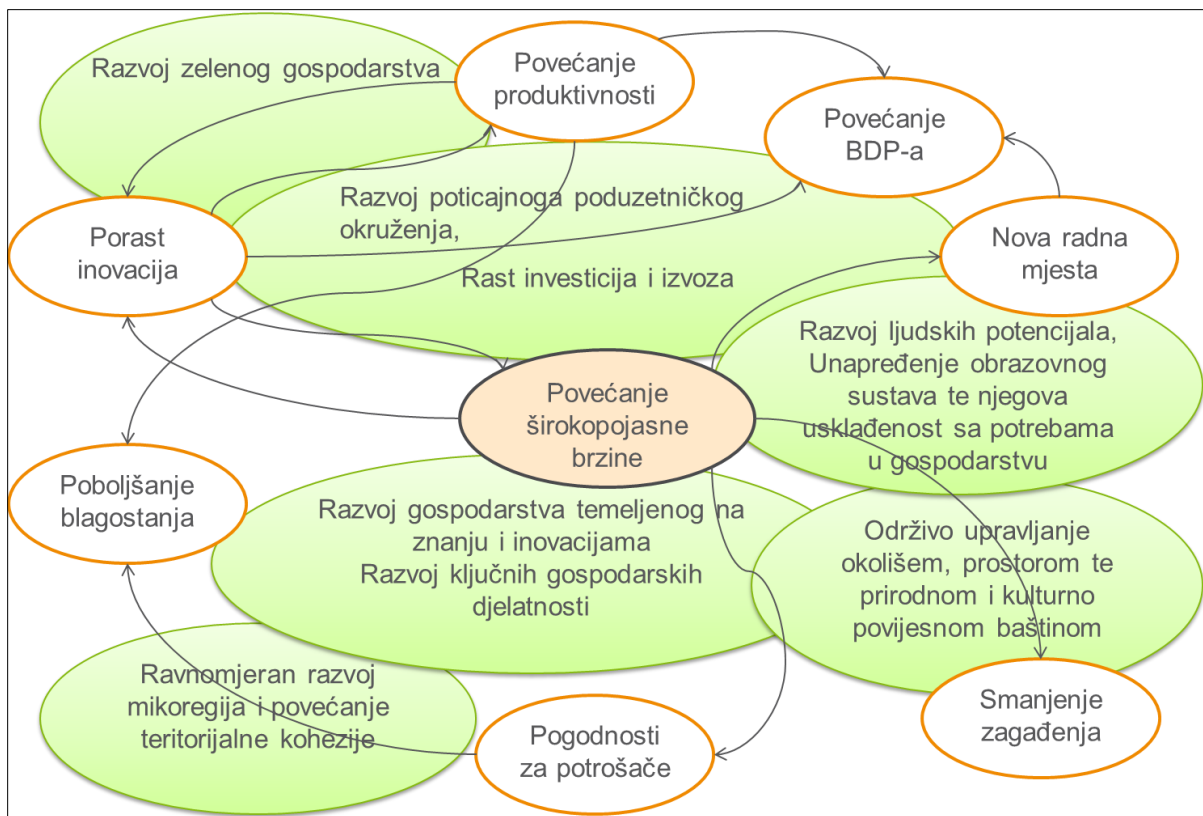 Razvoj zelenog gospodarstva
Povećanje
produktivnosti
Povećanje
BDP-a
Razvoj poticajnoga poduzetničkog
okruženja,
Rast investicija i izvoza
Porast
inovacija
Nova radna
mjesta
Razvoj ljudskih potencijala,
Unapređenje obrazovnog
sustava te njegova
usklađenost sa potrebama
u gospodarstvu
Povećanje
širokopojasne
brzine
Poboljšanje
blagostanja
Razvoj gospodarstva temeljenog na
znanju i inovacijama
Razvoj ključnih gospodarskih
djelatnosti
Održivo upravljanje
okolišem, prostorom te
prirodnom i kulturno
povijesnom baštinom
Ravnomjeran razvoj
mikoregija i povećanje
teritorijalne kohezije
Pogodnosti
za potrošače
Smanjenje
zagađenja